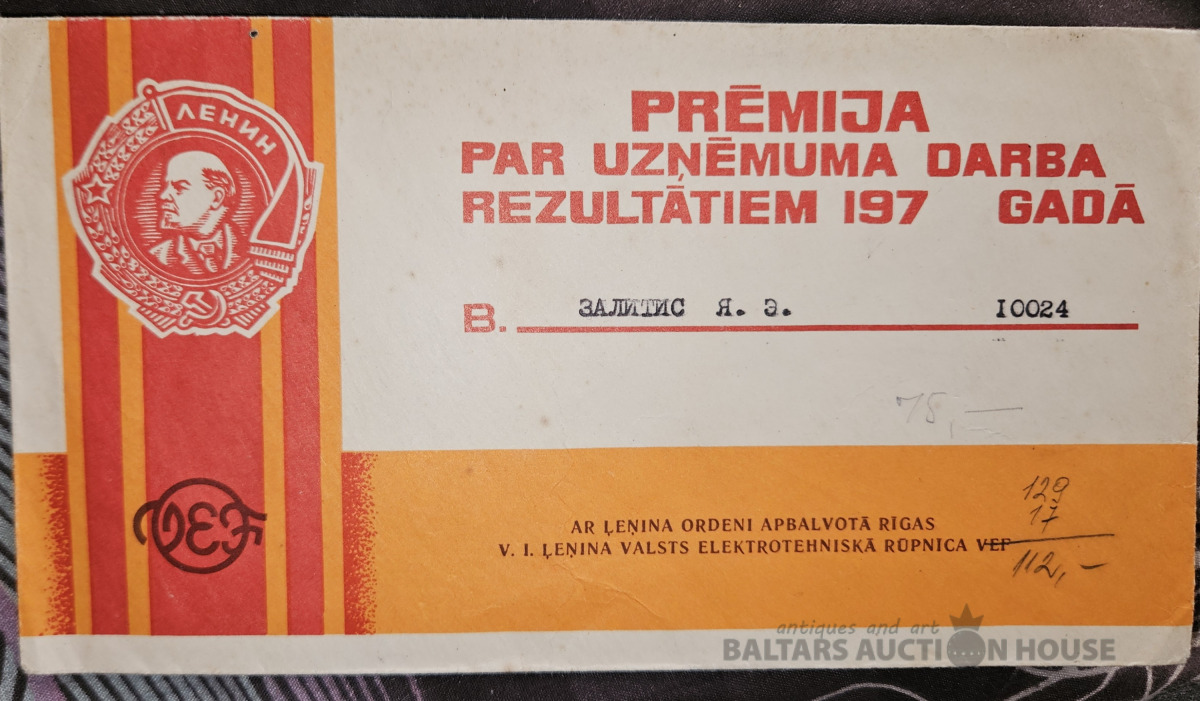 ЛЕНИН
PRĒMIJA
PAR UZŅĒMUMA DARBA
REZULTĀTIEM 197 GADĀ
B. ЗАЛИТИС Я. Э. I0024
75,—
129
17
112,-
VEF
AR ĻEŅINA ORDENI APBALVOTĀ RĪGAS
V. I. ĻEŅINA VALSTS ELEKTROTEHNISKĀ RŪPNICA VEF
antiques and art
BALTARS AUCTION HOUSE